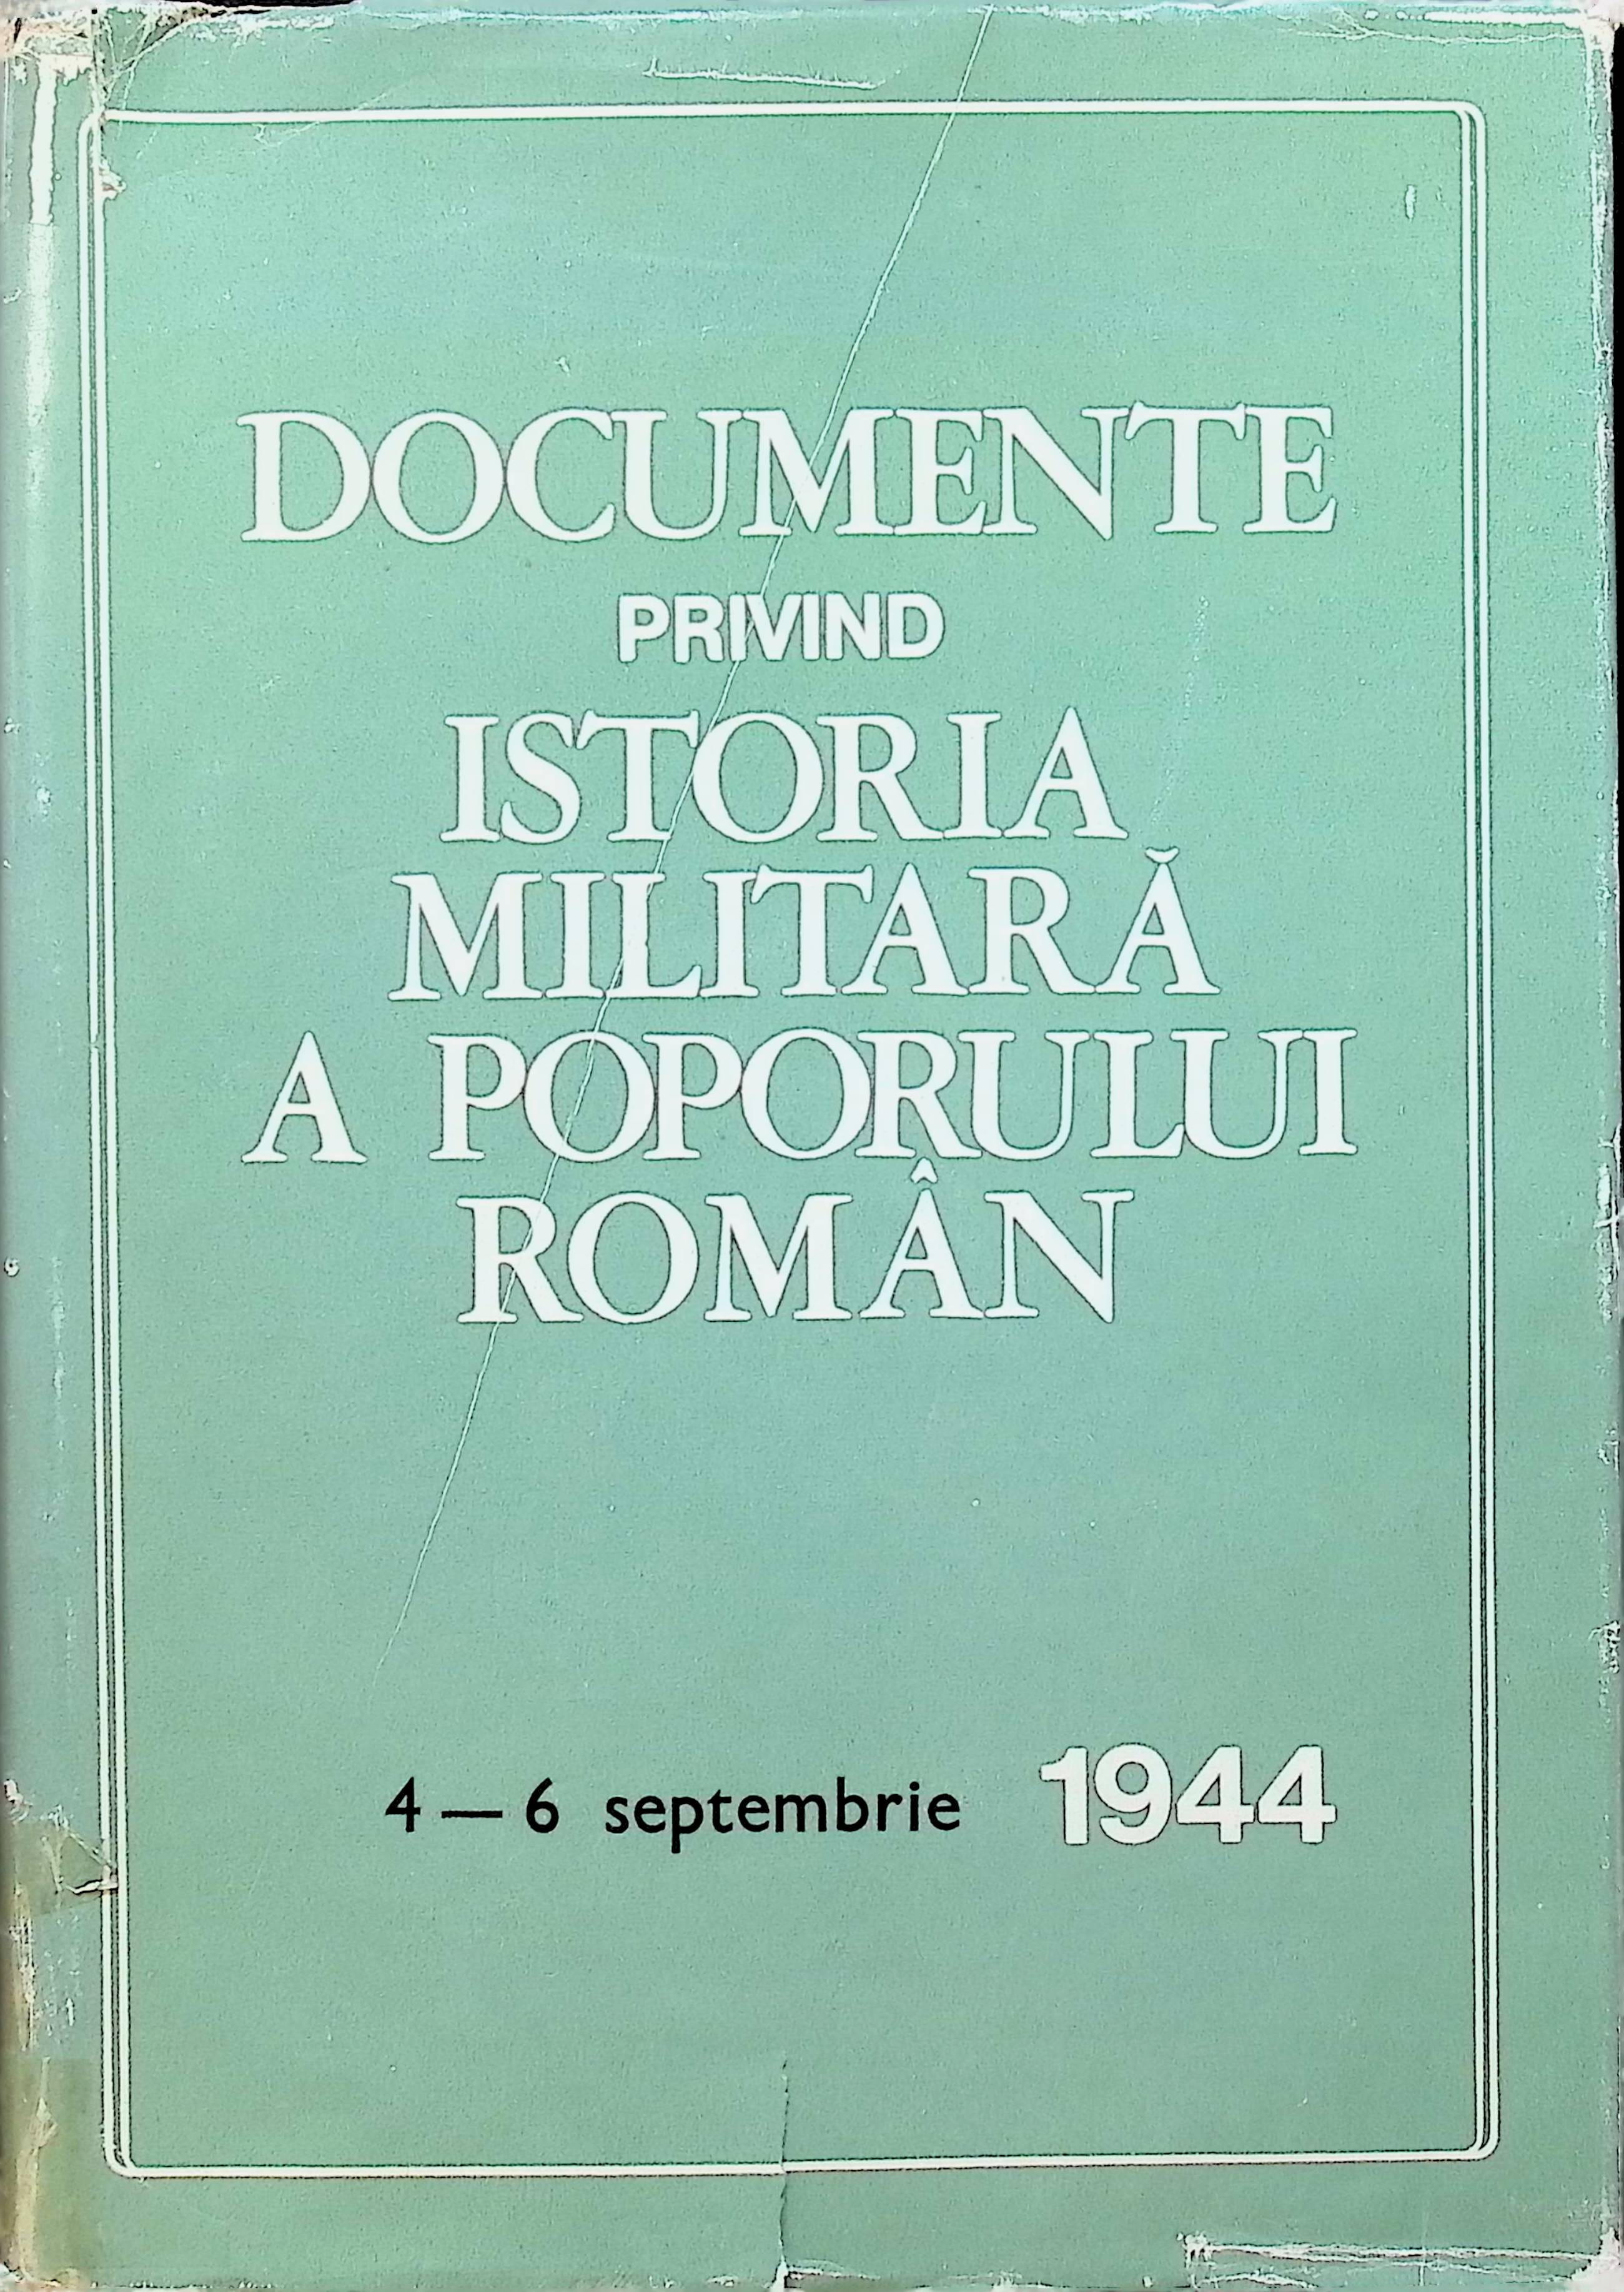 DOCUMENTE
PRIVIND
ISTORIA
MILITARĂ
A POPORULUI
ROMÂN
4 — 6 septembrie 1944